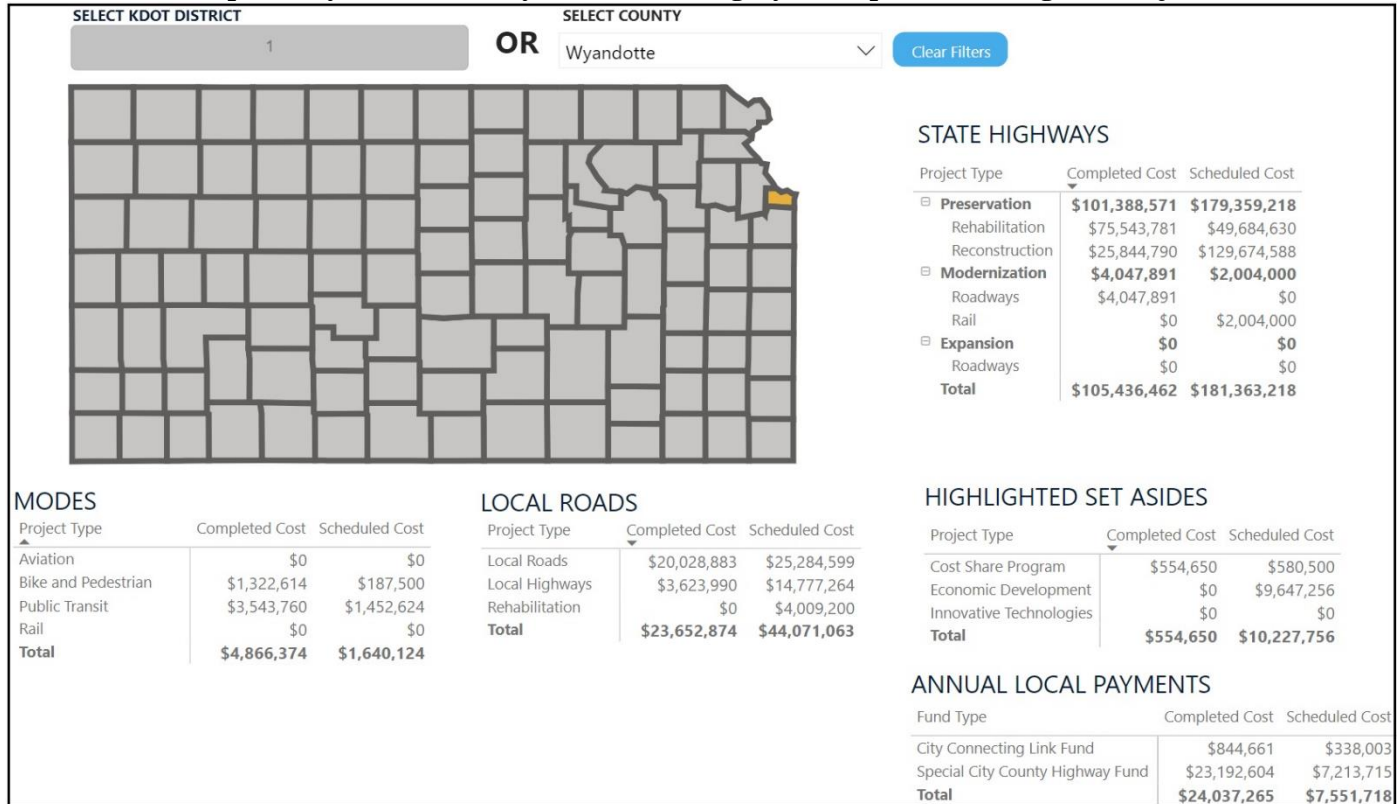 SELECT KDOT DISTRICT
1
OR
SELECT COUNTY
Wyandotte
Clear Filters
STATE HIGHWAYS
Project Type Completed Cost Scheduled Cost
Preservation $101,388,571 $179,359,218
Rehabilitation $75,543,781 $49,684,630
Reconstruction $25,844,790 $129,674,588
Modernization $4,047,891 $2,004,000
Roadways $4,047,891 $0
Rail $0 $2,004,000
Expansion $0 $0
Roadways $0 $0
Total $105,436,462 $181,363,218
MODES
Project Type Completed Cost Scheduled Cost
Aviation $0 $0
Bike and Pedestrian $1,322,614 $187,500
Public Transit $3,543,760 $1,452,624
Rail $0 $0
Total $4,866,374 $1,640,124
LOCAL ROADS
Project Type Completed Cost Scheduled Cost
Local Roads $20,028,883 $25,284,599
Local Highways $3,623,990 $14,777,264
Rehabilitation $0 $4,009,200
Total $23,652,874 $44,071,063
HIGHLIGHTED SET ASIDES
Project Type Completed Cost Scheduled Cost
Cost Share Program $554,650 $580,500
Economic Development $0 $9,647,256
Innovative Technologies $0 $0
Total $554,650 $10,227,756
ANNUAL LOCAL PAYMENTS
Fund Type Completed Cost Scheduled Cost
City Connecting Link Fund $844,661 $338,003
Special City County Highway Fund $23,192,604 $7,213,715
Total $24,037,265 $7,551,718